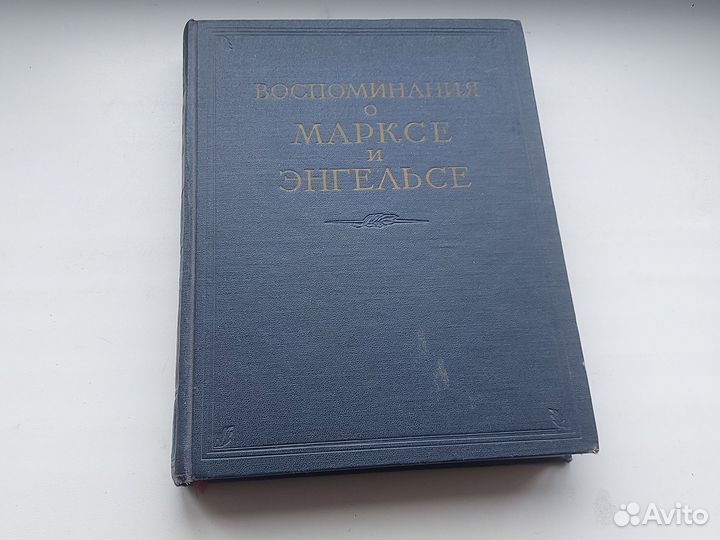 ВОСПОМИНАНИЯ
О
МАРКСЕ
И
ЭНГЕЛЬСЕ
Avito